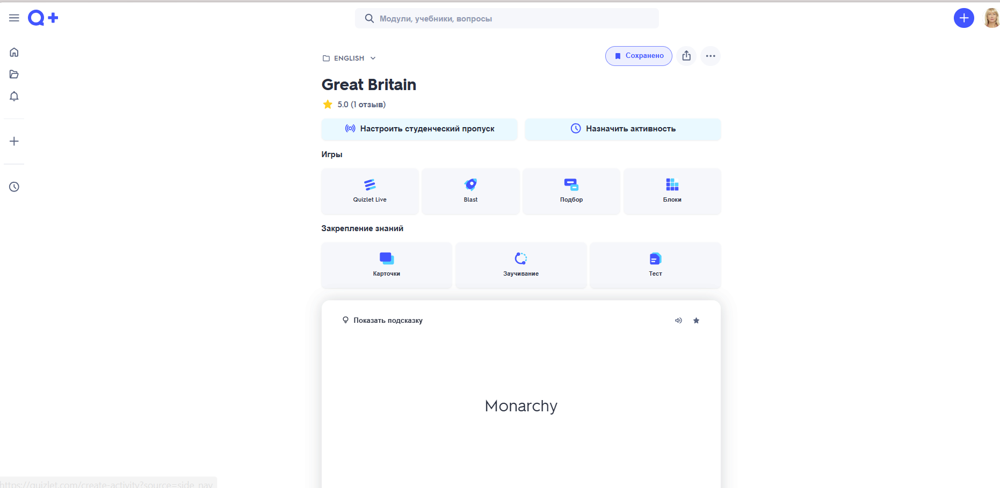 Q+
Модули, учебники, вопросы
ENGLISH
Сохранено
Great Britain
5.0 (1 отзыв)
Настроить студенческий пропуск
Назначить активность
Игры
Quizlet Live
Blast
Подбор
Блоки
Закрепление знаний
Карточки
Заучивание
Тест
Показать подсказку
Monarchy
https://quizlet.com/create-activity?source=side_nav